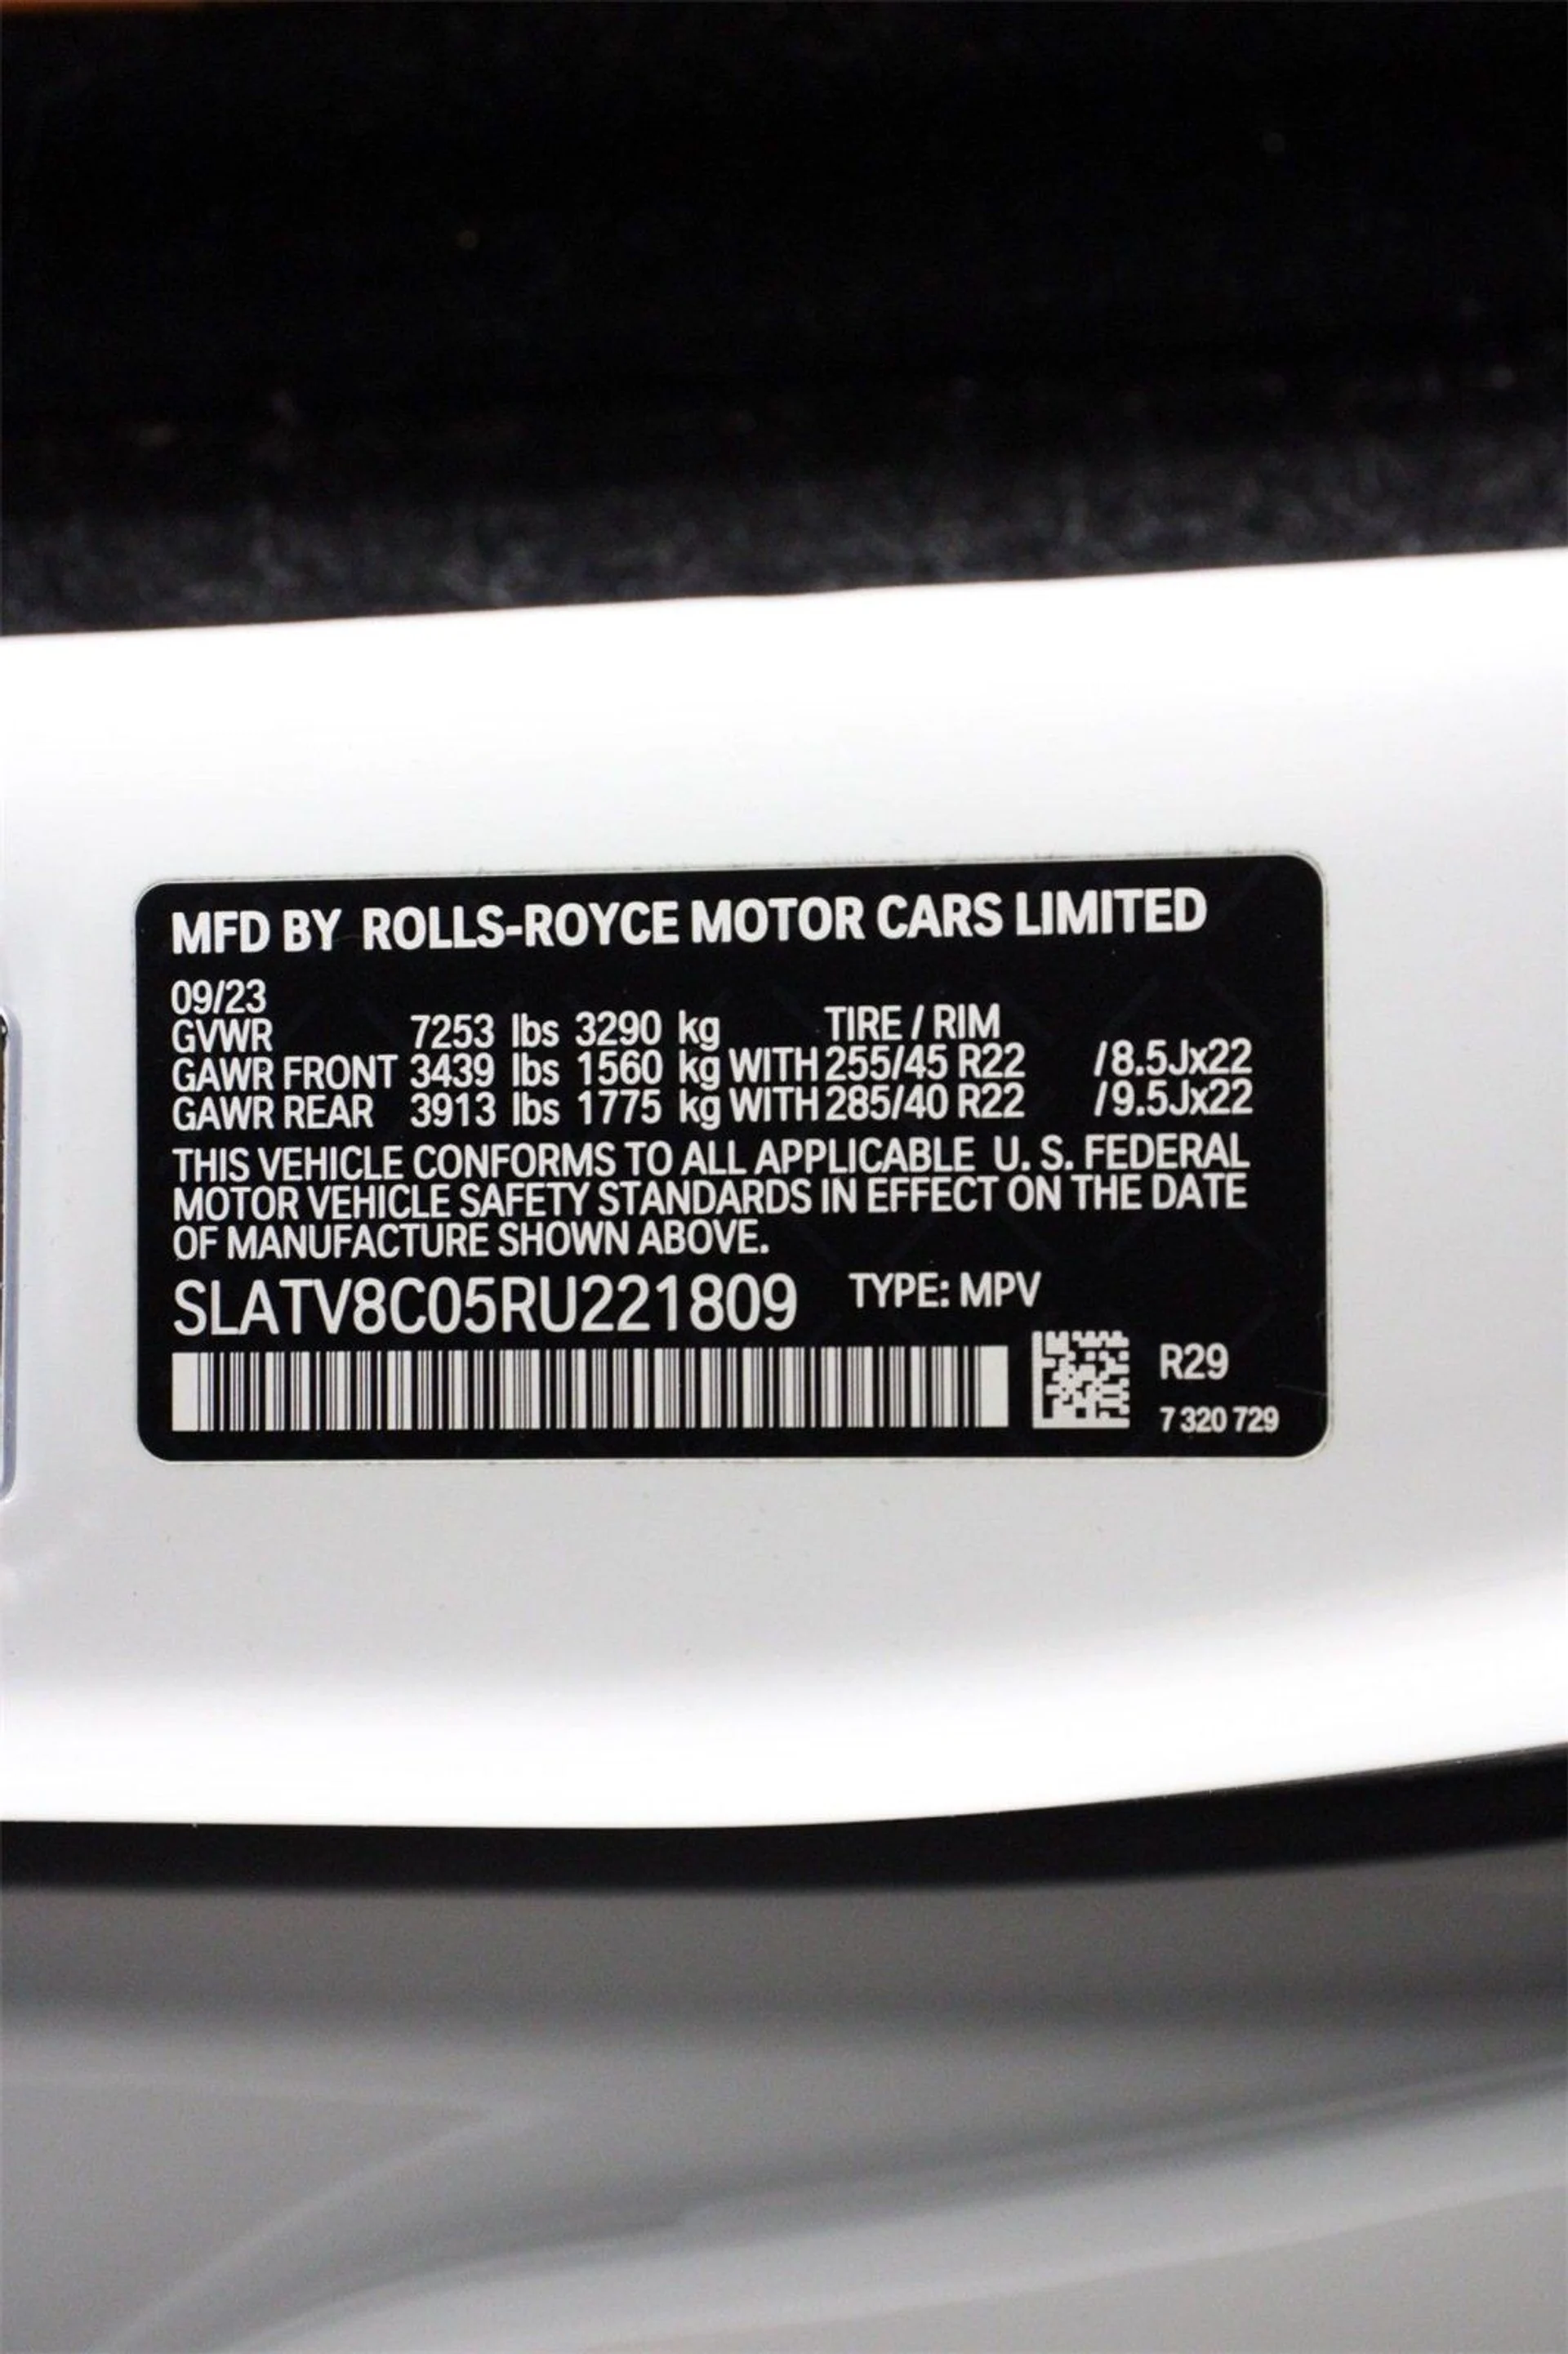 MFD BY ROLLS-ROYCE MOTOR CARS LIMITED
09/23
GVWR 7253 lbs 3290 kg TIRE / RIM
GAWR FRONT 3439 lbs 1560 kg WITH 255/45 R22 /8.5Jx22
GAWR REAR 3913 lbs 1775 kg WITH 285/40 R22 /9.5Jx22
THIS VEHICLE CONFORMS TO ALL APPLICABLE U. S. FEDERAL
MOTOR VEHICLE SAFETY STANDARDS IN EFFECT ON THE DATE
OF MANUFACTURE SHOWN ABOVE.
SLATV8C05RU221809 TYPE: MPV
R29
7 320 729